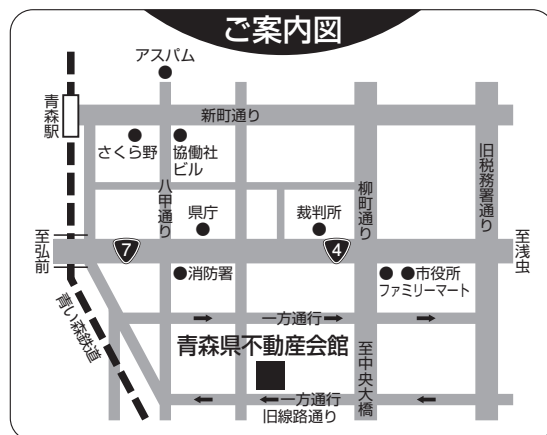 ご案内図
アスパム
青森駅
新町通り
さくら野
協働社
ビル
旧税務署通り
八甲通り
柳町通り
県庁
裁判所
至弘前
7
4
至浅虫
消防署
市役所
ファミリーマート
青い森鉄道
一方通行
青森県不動産会館
至中央大橋
一方通行
旧線路通り